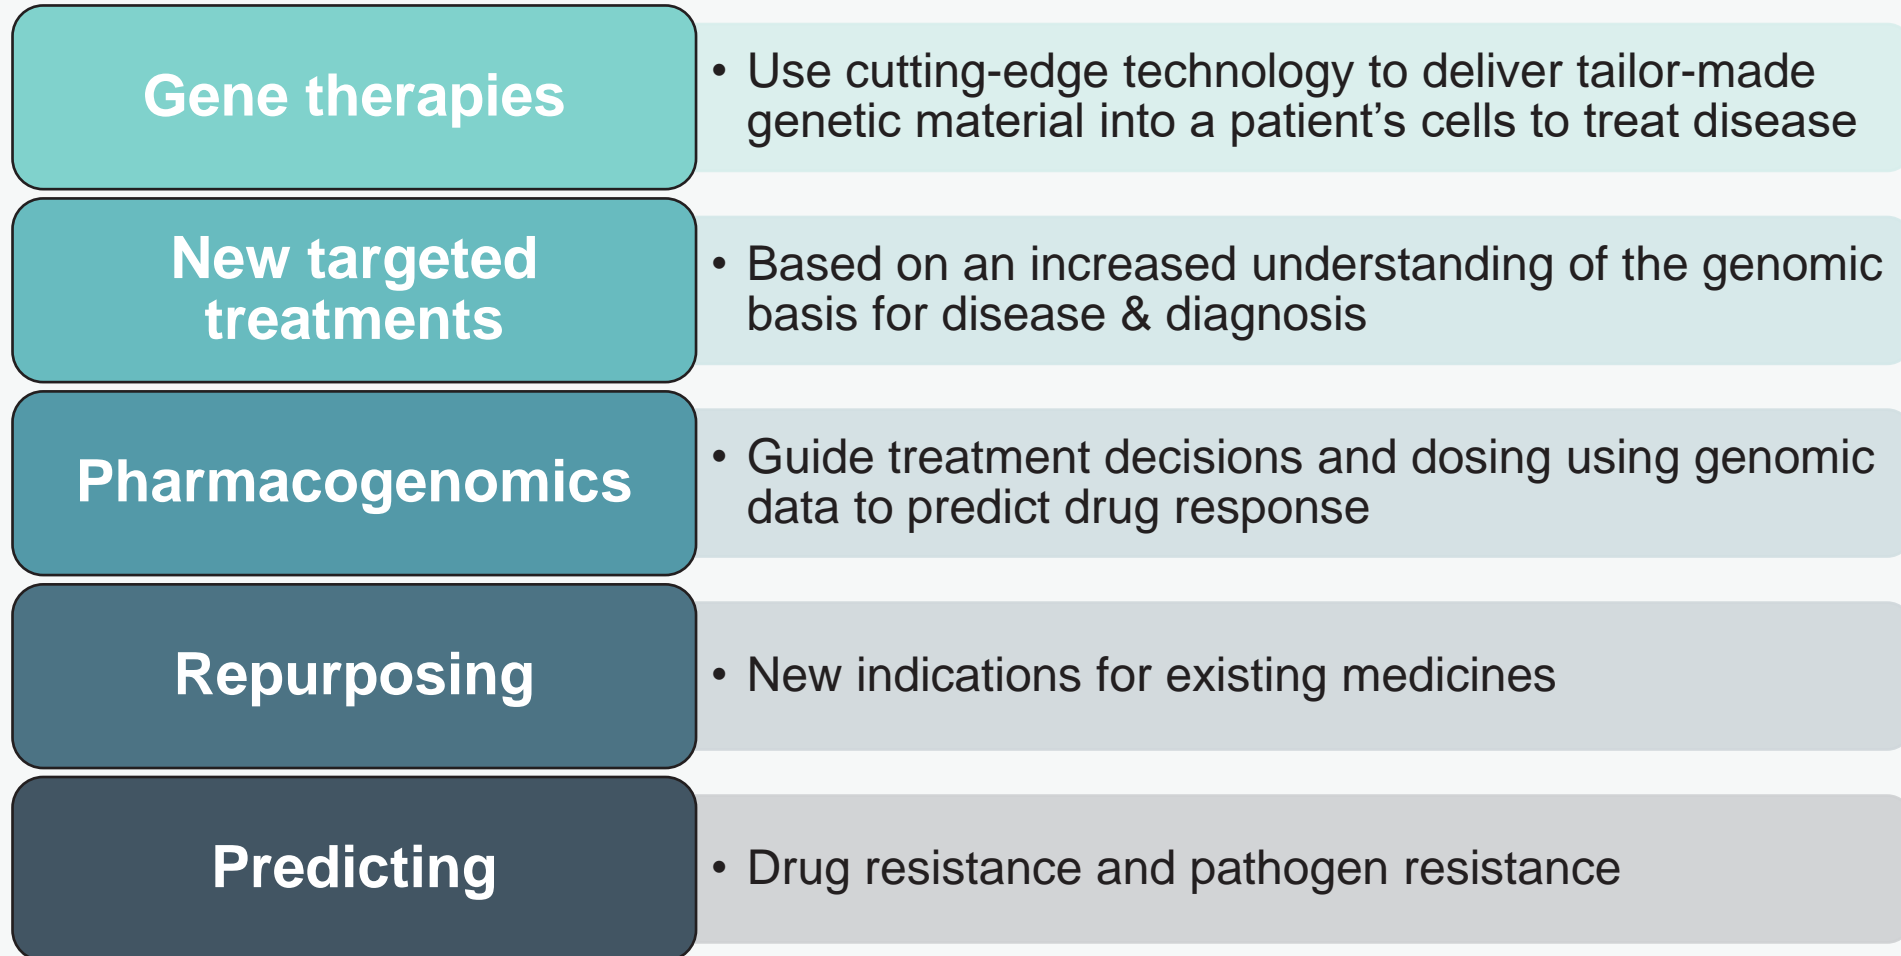 Gene therapies
• Use cutting-edge technology to deliver tailor-made
genetic material into a patient’s cells to treat disease
New targeted
treatments
• Based on an increased understanding of the genomic
basis for disease & diagnosis
Pharmacogenomics
• Guide treatment decisions and dosing using genomic
data to predict drug response
Repurposing
• New indications for existing medicines
Predicting
• Drug resistance and pathogen resistance